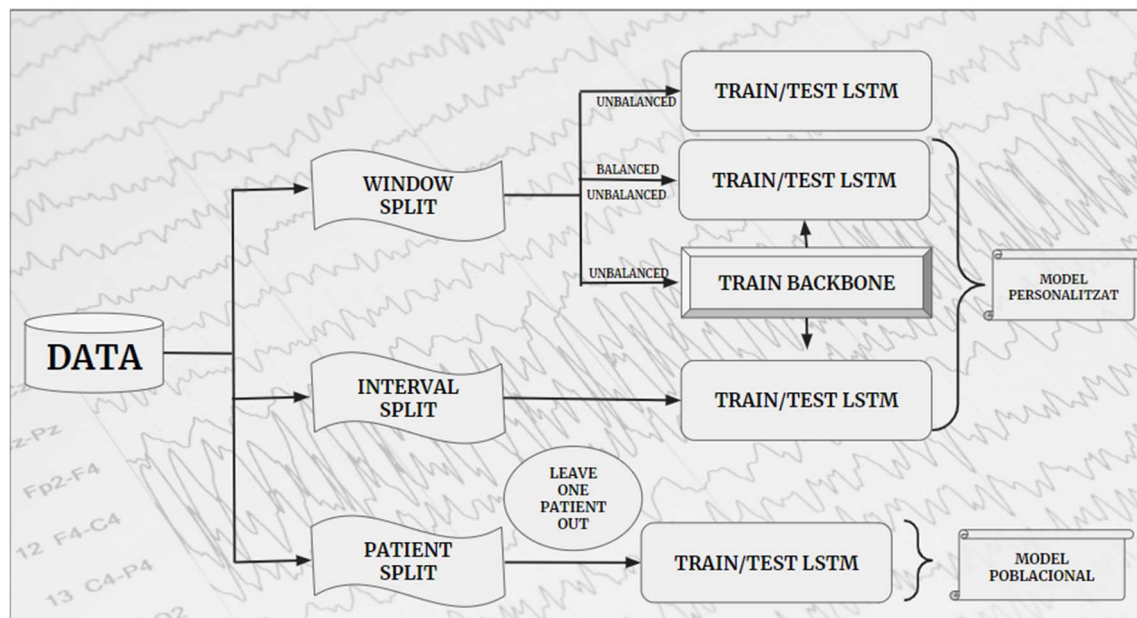 UNBALANCED
TRAIN/TEST LSTM
WINDOW
SPLIT
BALANCED
UNBALANCED
TRAIN/TEST LSTM
UNBALANCED
TRAIN BACKBONE
MODEL
PERSONALITZAT
DATA
INTERVAL
SPLIT
TRAIN/TEST LSTM
LEAVE
ONE
PATIENT
OUT
PATIENT
SPLIT
TRAIN/TEST LSTM
MODEL
POBLACIONAL
z-Pz
Fp2-F4
12 F4-C4
13 C4-P4